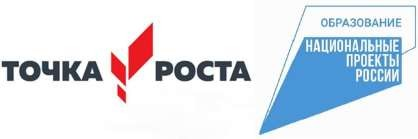 ТОЧКА РОСТА
ОБРАЗОВАНИЕ
НАЦИОНАЛЬНЫЕ
ПРОЕКТЫ
РОССИИ